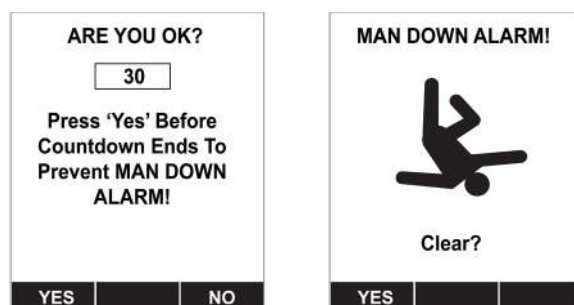 ARE YOU OK?
30
Press ‘Yes’ Before
Countdown Ends To
Prevent MAN DOWN
ALARM!
YES
NO
MAN DOWN ALARM!
Clear?
YES